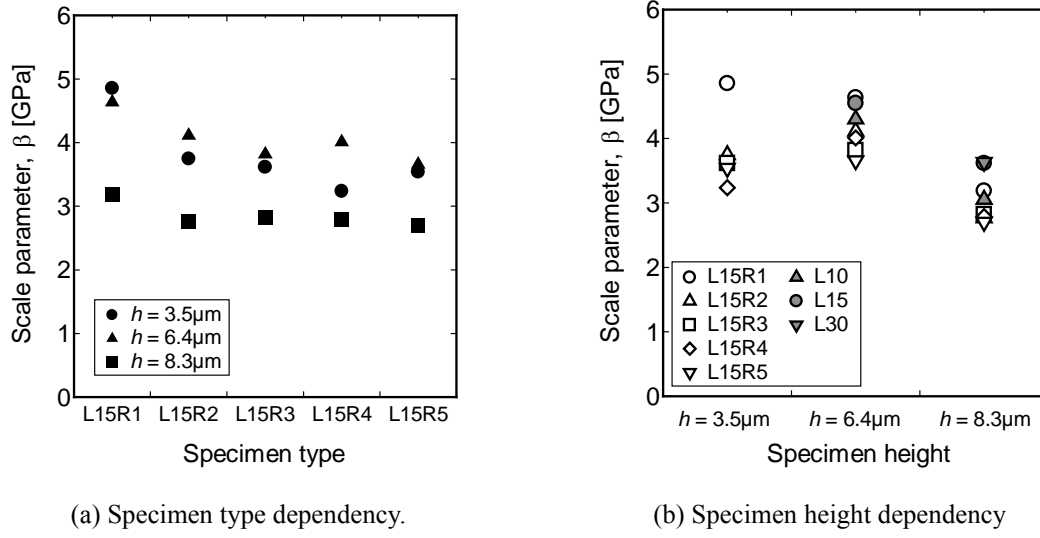 6
5
4
3
2
1
0
Scale parameter, β [GPa]
h = 3.5μm
h = 6.4μm
h = 8.3μm
L15R1 L15R2 L15R3 L15R4 L15R5
Specimen type
(a) Specimen type dependency.
6
5
4
3
2
1
0
Scale parameter, β [GPa]
L15R1 L10
L15R2 L15
L15R3 L30
L15R4
L15R5
h = 3.5μm h = 6.4μm h = 8.3μm
Specimen height
(b) Specimen height dependency